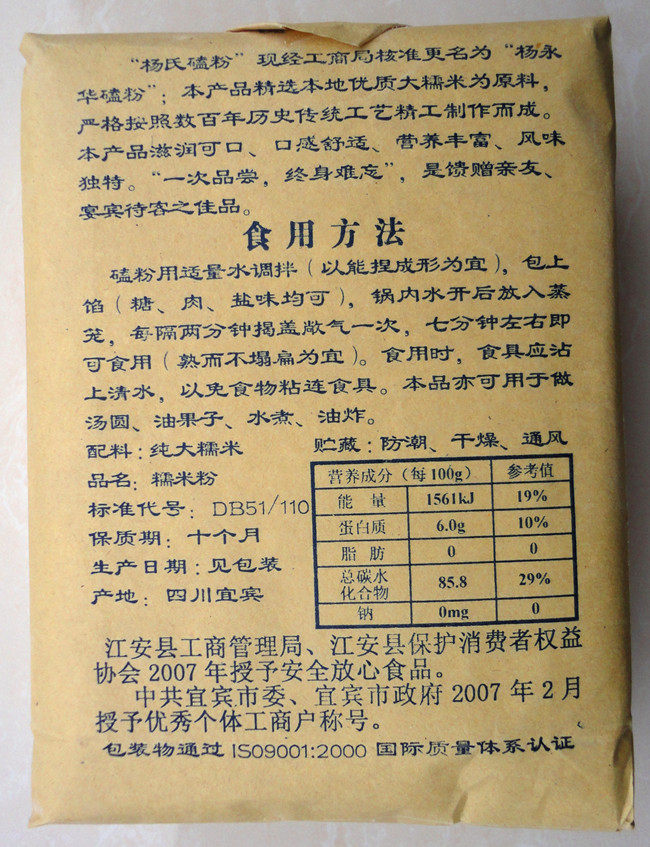 “杨氏磕粉”现经工商局核准更名为“杨永
华磕粉”；本产品精选本地优质大糯米为原料，
严格按照数百年历史传统工艺精工制作而成。
本产品滋润可口、口感舒适、营养丰富、风味
独特。“一次品尝，终身难忘”，是馈赠亲友、
宴宾待客之佳品。
食用方法
磕粉用适量水调拌（以能捏成形为宜），包上
馅（糖、肉、盐味均可），锅内水开后放入蒸
笼，每隔两分钟揭盖敞气一次，七分钟左右即
可食用（熟而不塌扁为宜）。食用时，食具应沾
上清水，以免食物粘连食具。本品亦可用于做
汤圆、油果子、水煮、油炸。
配料：纯大糯米 贮藏：防潮、干燥、通风
品名：糯米粉
标准代号：DB51/110
保质期：十个月
生产日期：见包装
产地：四川宜宾
营养成分（每100g） 参考值
能量 1561kJ 19%
蛋白质 6.0g 10%
脂肪 0 0
总碳水化合物 85.8 29%
钠 0mg 0
江安县工商管理局、江安县保护消费者权益
协会2007年授予安全放心食品。
中共宜宾市委、宜宾市政府2007年2月
授予优秀个体工商户称号。
包装物通过ISO9001:2000国际质量体系认证